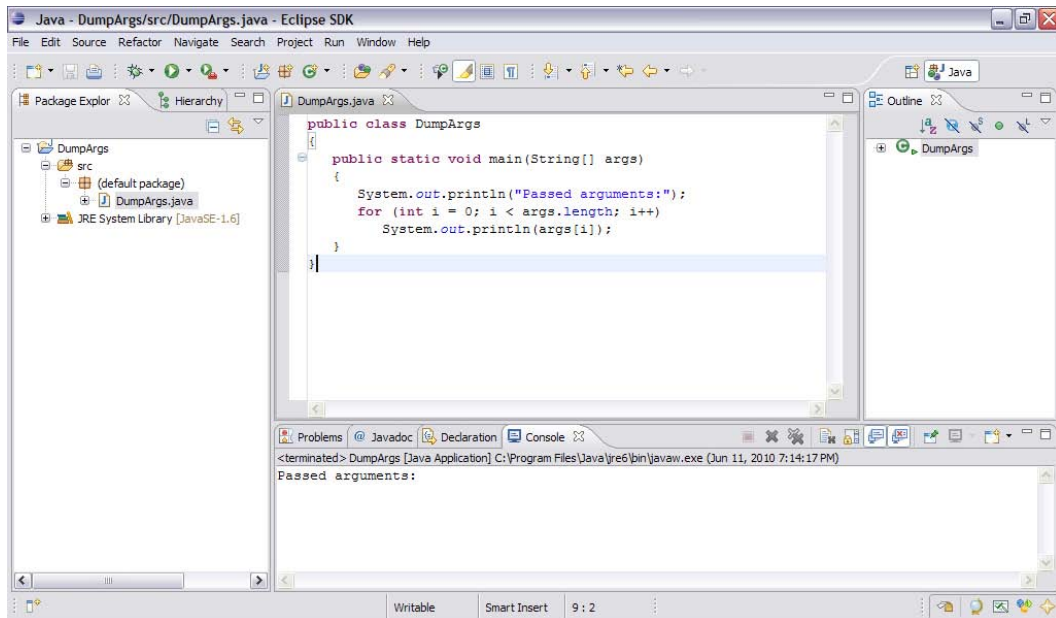 Java - DumpArgs/src/DumpArgs.java - Eclipse SDK
File Edit Source Refactor Navigate Search Project Run Window Help
Java
Package Explor
Hierarchy
DumpArgs
src
(default package)
DumpArgs.java
JRE System Library [JavaSE-1.6]
DumpArgs.java
public class DumpArgs
{
public static void main(String[] args)
{
System.out.println("Passed arguments:");
for (int i = 0; i < args.length; i++)
System.out.println(args[i]);
}
}
Outline
DumpArgs
Problems @ Javadoc Declaration Console
<terminated> DumpArgs [Java Application] C:\Program Files\Java\jre6\bin\javaw.exe (Jun 11, 2010 7:14:17 PM)
Passed arguments:
Writable Smart Insert 9 : 2